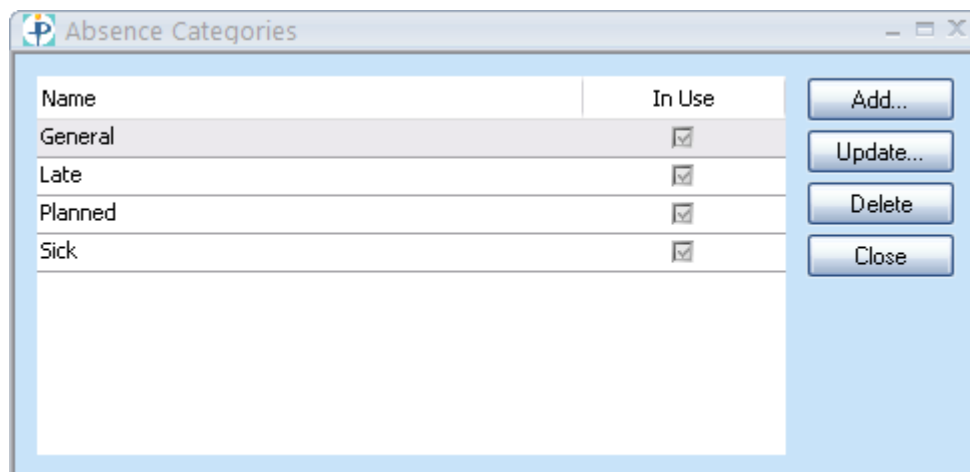 Absence Categories
Name In Use Add...
General
Update...
Late
Planned Delete
Sick Close